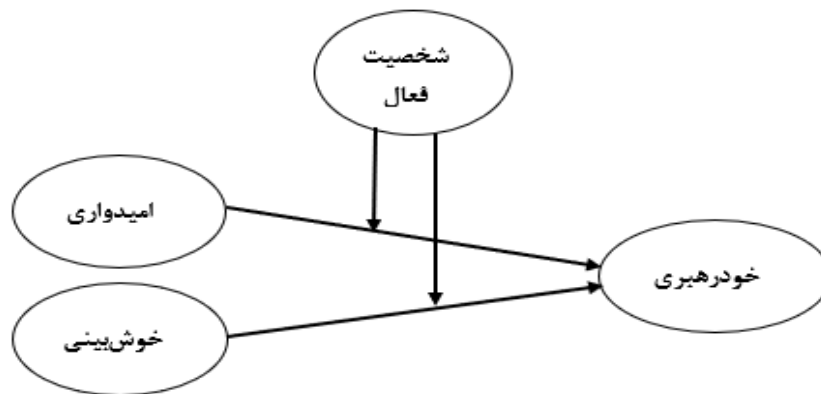 شخصیت
فعال
امیدواری
خودرهبری
خوش‌بینی